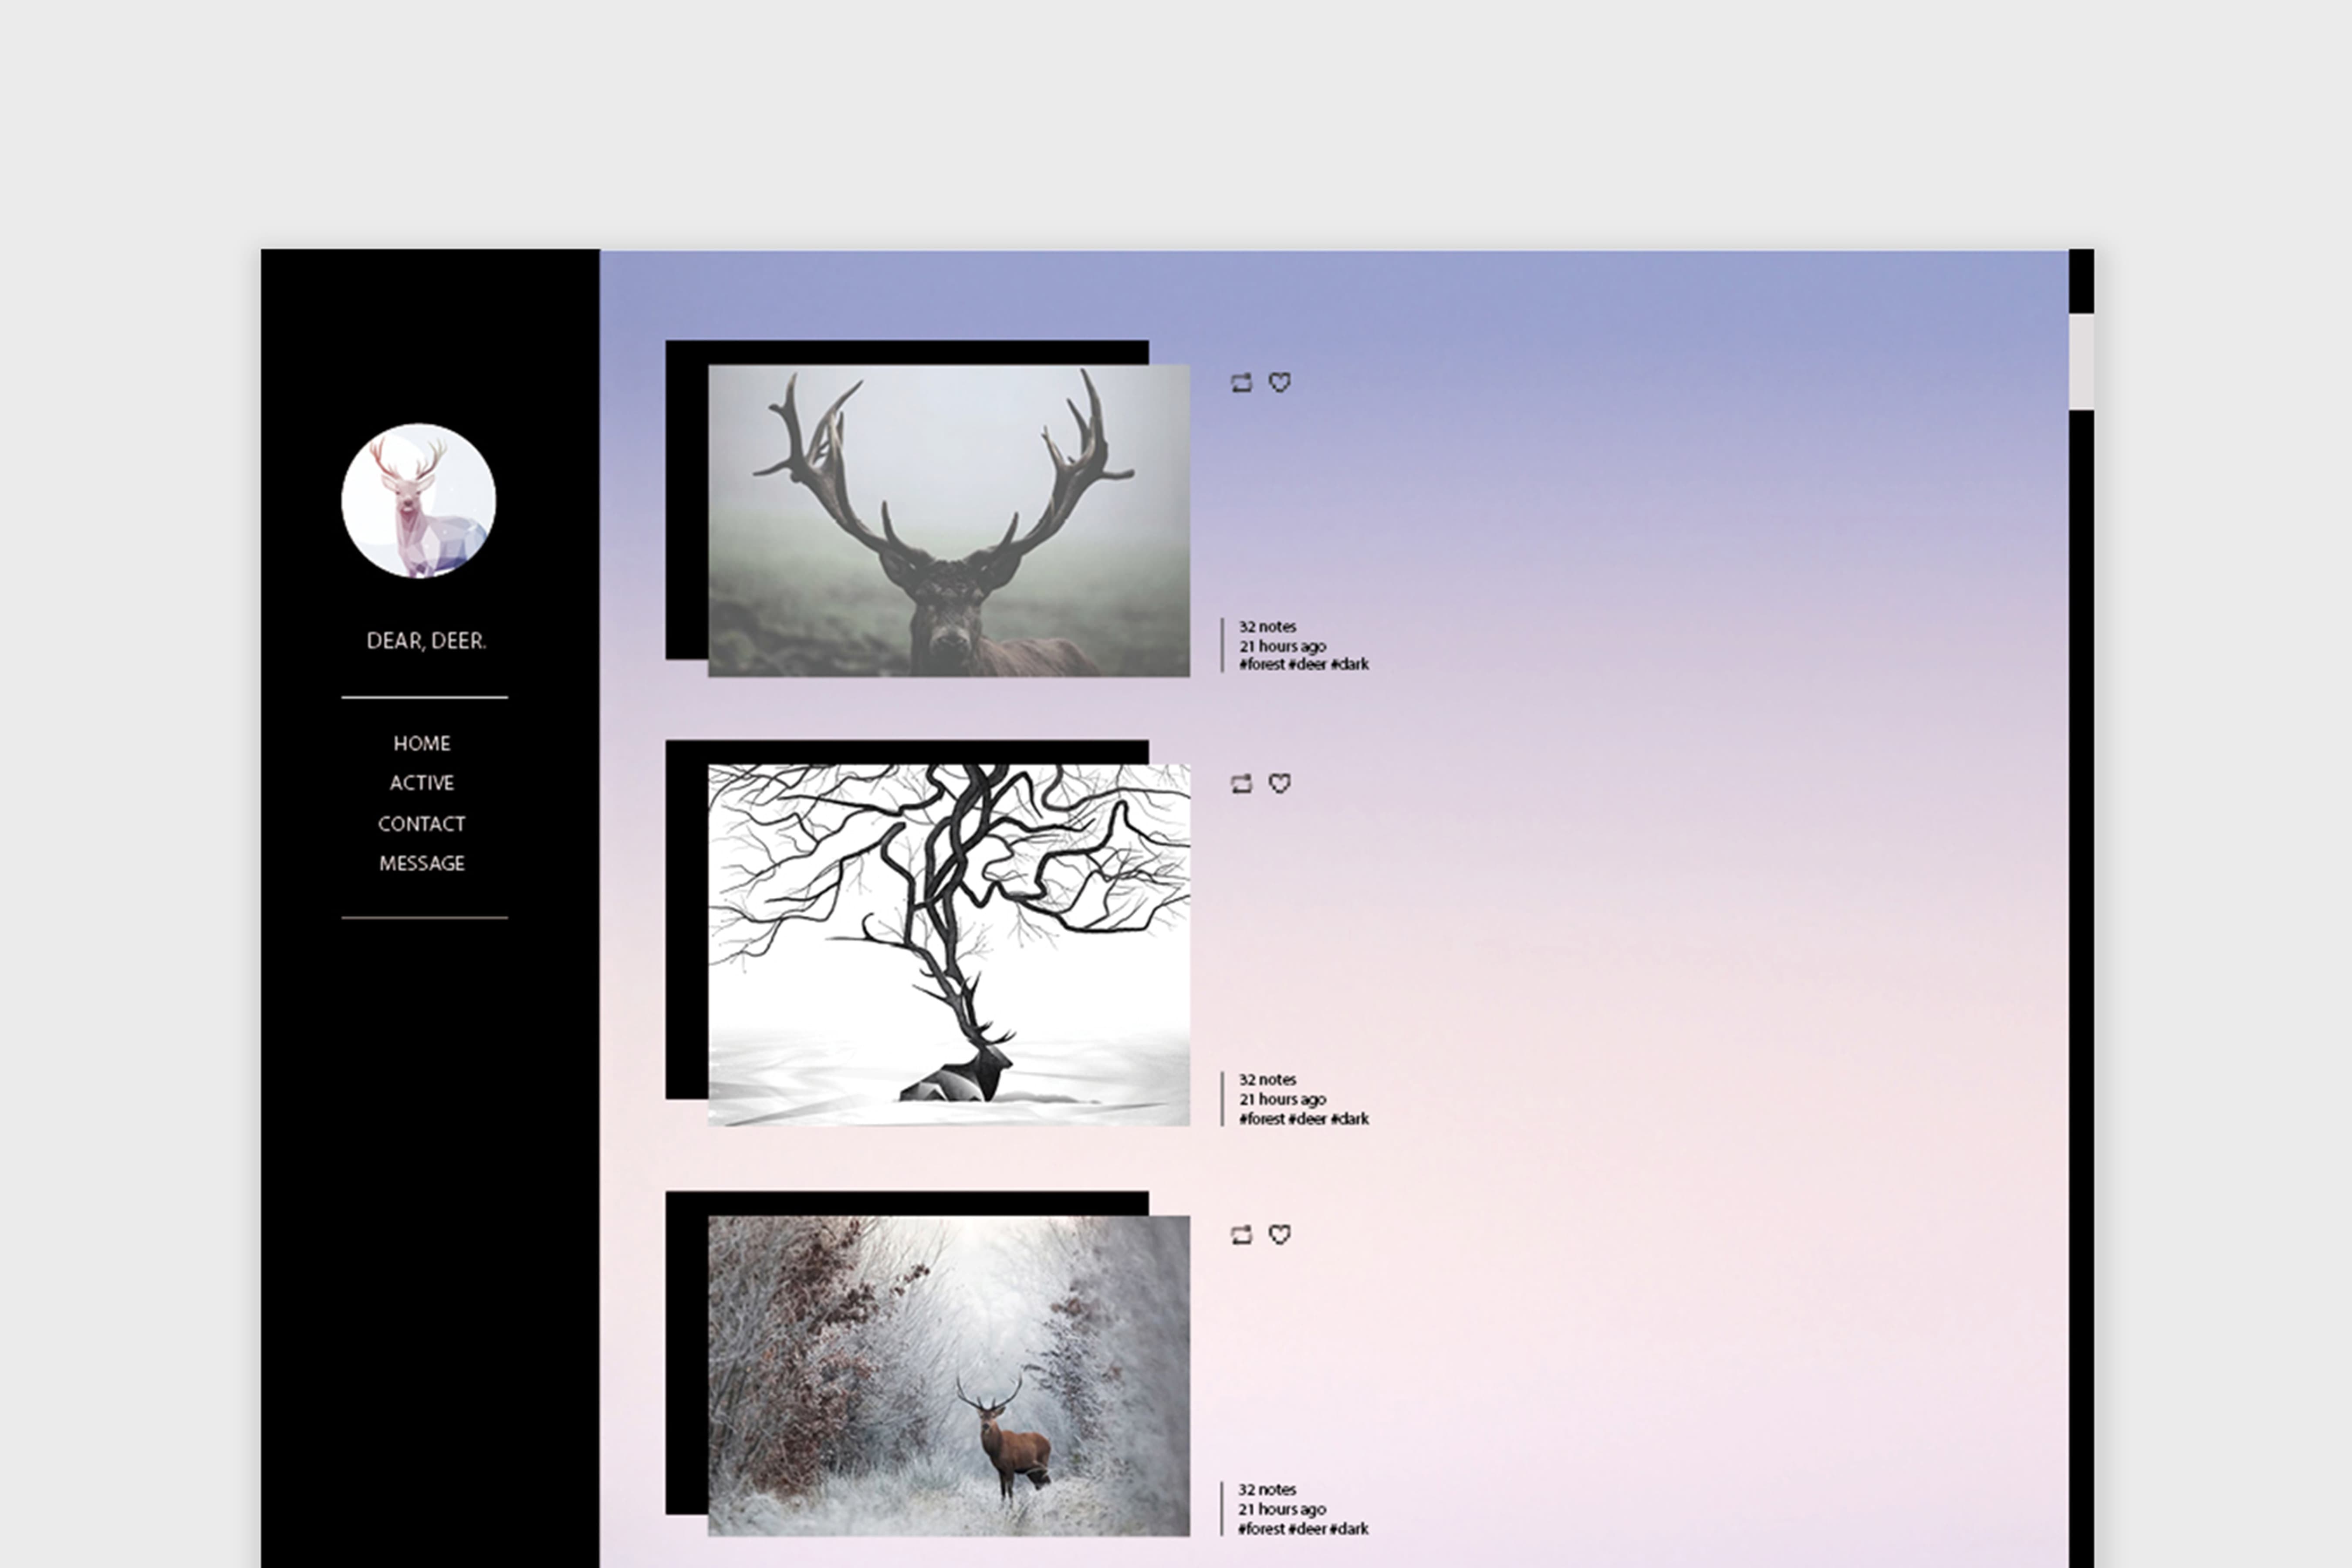 DEAR, DEER.
HOME
ACTIVE
CONTACT
MESSAGE
32 notes
21 hours ago
#forest #deer #dark
32 notes
21 hours ago
#forest #deer #dark
32 notes
21 hours ago
#forest #deer #dark